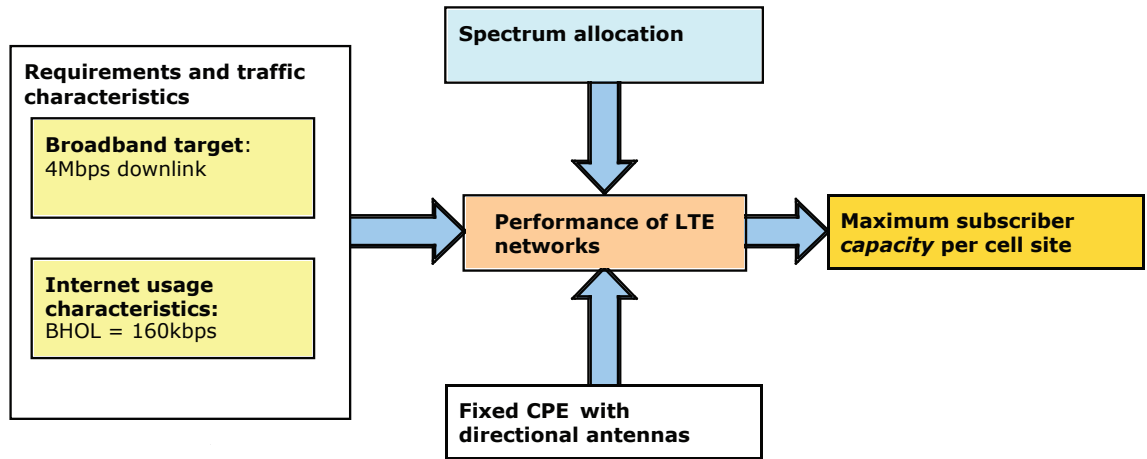 Spectrum allocation
Requirements and traffic
characteristics
Broadband target:
4Mbps downlink
Internet usage
characteristics:
BHOL = 160kbps
Performance of LTE
networks
Maximum subscriber
capacity per cell site
Fixed CPE with
directional antennas